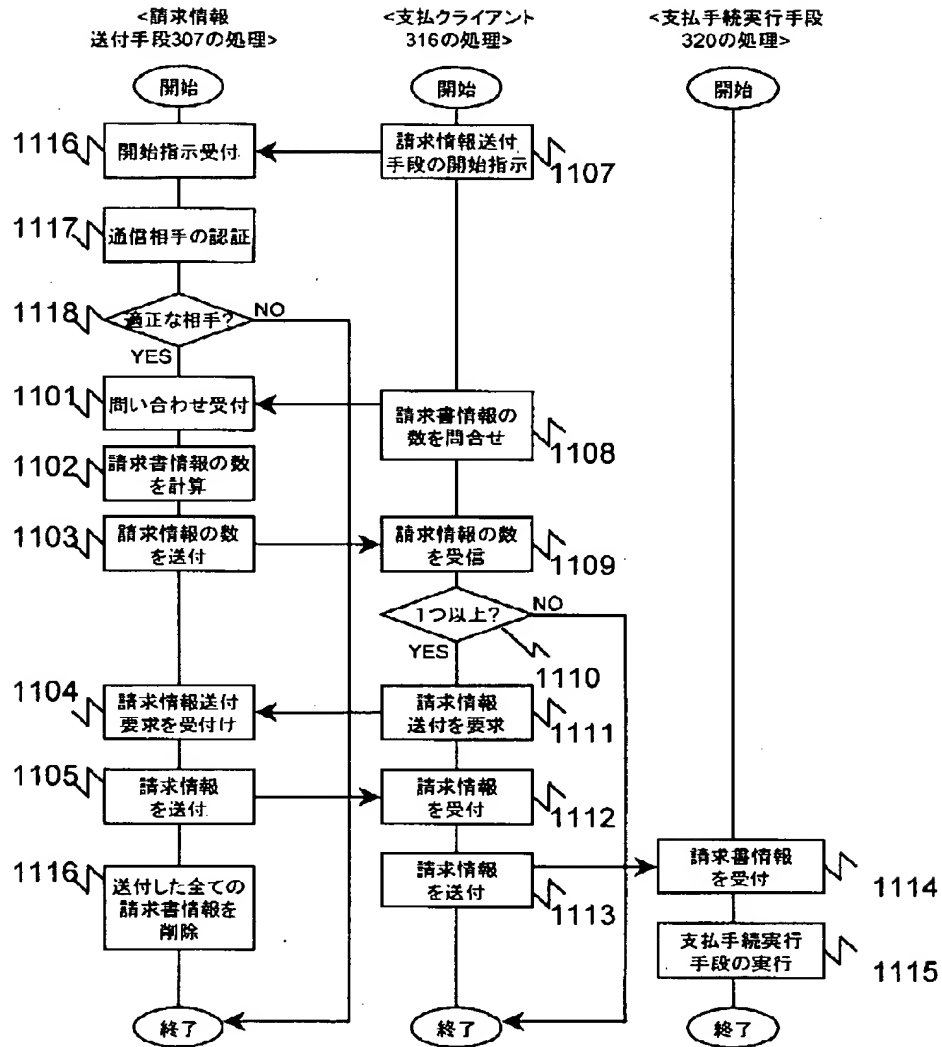 <請求情報
送付手段307の処理>
<支払クライアント
316の処理>
<支払手続実行手段
320の処理>
開始
開始
開始
1116
開始指示受付
請求情報送付
手段の開始指示
1107
1117
通信相手の認証
1118
適正な相手?
NO
YES
1101
問い合わせ受付
請求書情報の
数を問合せ
1108
1102
請求書情報の数
を計算
1103
請求情報の数
を送付
請求情報の数
を受信
1109
1つ以上?
NO
YES
1110
1104
請求情報送付
要求を受付け
請求情報
送付を要求
1111
1105
請求情報
を送付
請求情報
を受付
1112
1116
送付した全ての
請求書情報を
削除
請求情報
を送付
1113
請求書情報
を受付
1114
支払手続実行
手段の実行
1115
終了
終了
終了